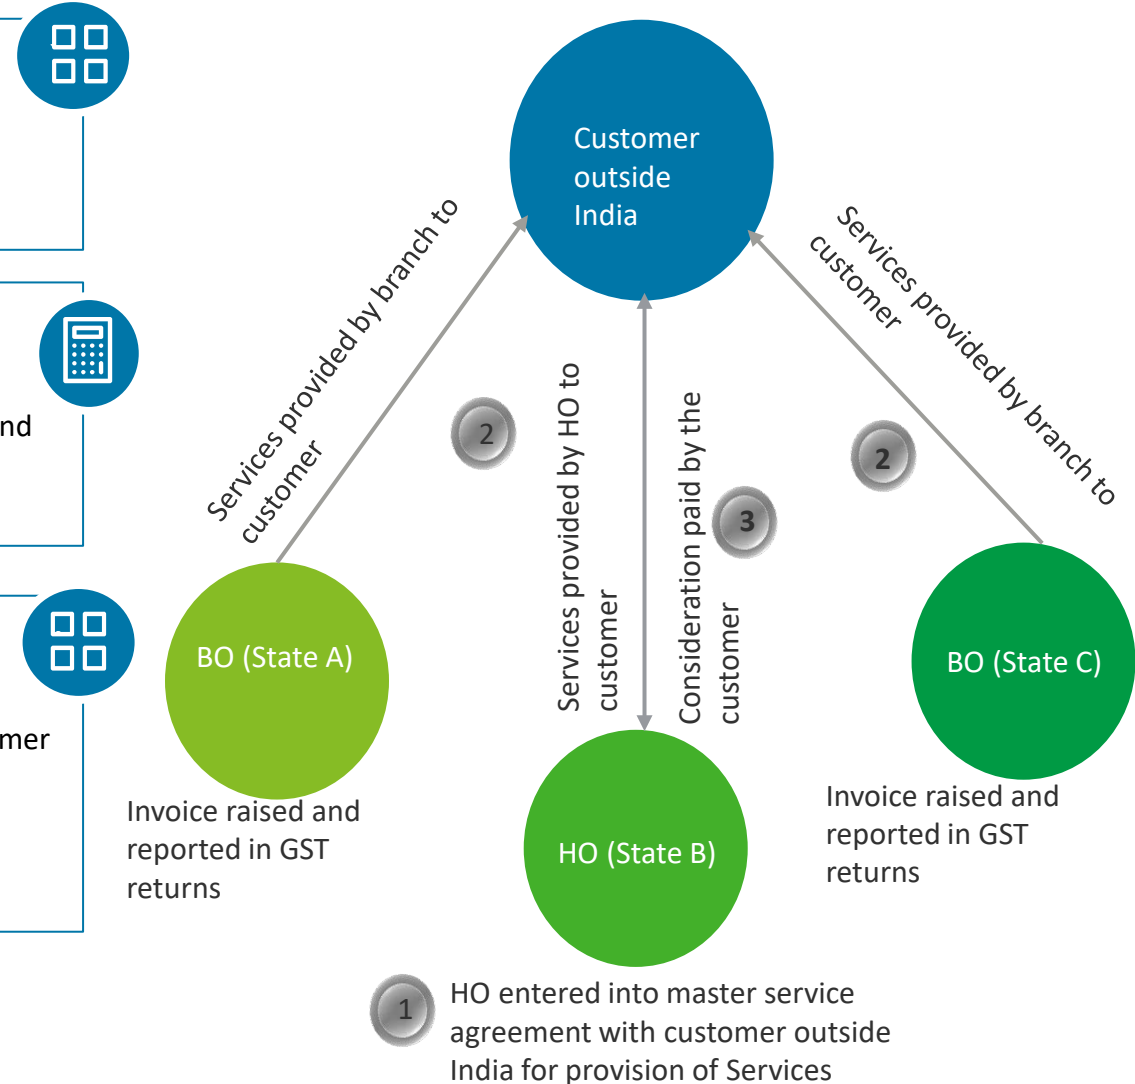 Customer
outside
India
Services provided by branch to
customer
2
Services provided by HO to
customer
Consideration paid by the
customer
3
2
Services provided by branch to
customer
nd
mer
BO (State A)
Invoice raised and
reported in GST
returns
HO (State B)
BO (State C)
Invoice raised and
reported in GST
returns
1
HO entered into master service
agreement with customer outside
India for provision of Services